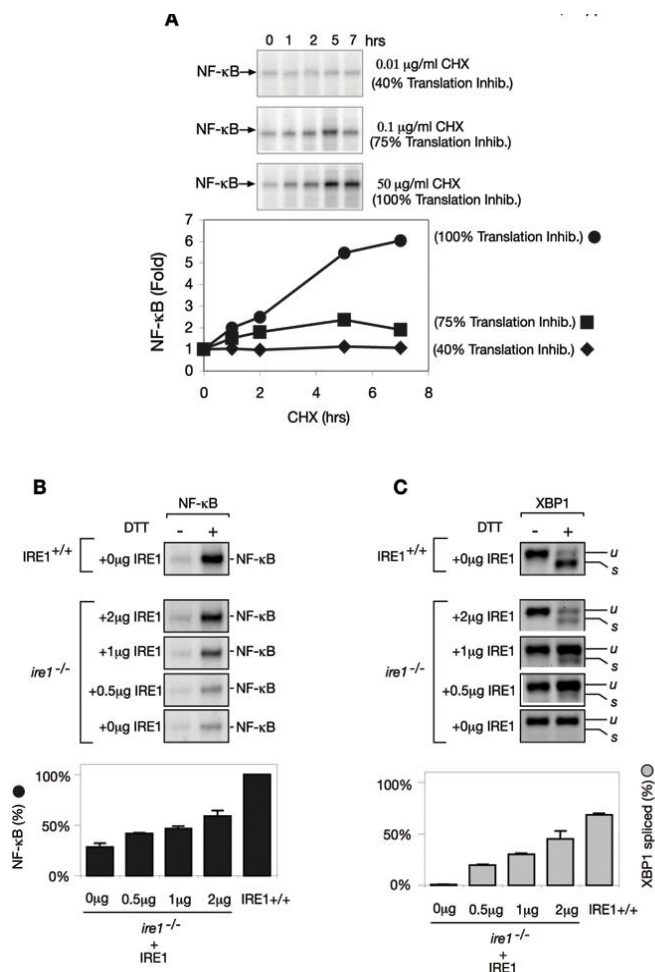 A
0 1 2 5 7 hrs
NF-κB 0.01 μg/ml CHX
(40% Translation Inhib.)
NF-κB 0.1 μg/ml CHX
(75% Translation Inhib.)
NF-κB 50 μg/ml CHX
(100% Translation Inhib.)
NF-κB (Fold)
7
6
5
4
3
2
1
0
0 2 4 6 8
CHX (hrs)
(100% Translation Inhib.)
(75% Translation Inhib.)
(40% Translation Inhib.)
B
NF-κB
DTT - +
IRE1+/+ +0μg IRE1 -NF-κB
ire1-/-
+2μg IRE1 -NF-κB
+1μg IRE1 -NF-κB
+0.5μg IRE1 -NF-κB
+0μg IRE1 -NF-κB
NF-κB (%)
100%
50%
0%
0μg 0.5μg 1μg 2μg IRE1+/+
ire1-/-
+
IRE1
C
XBP1
DTT - +
IRE1+/+ +0μg IRE1 u
s
ire1-/-
+2μg IRE1 u
s
+1μg IRE1 u
s
+0.5μg IRE1 u
s
+0μg IRE1 u
s
XBP1 spliced (%)
100%
50%
0%
0μg 0.5μg 1μg 2μg IRE1+/+
ire1-/-
+
IRE1